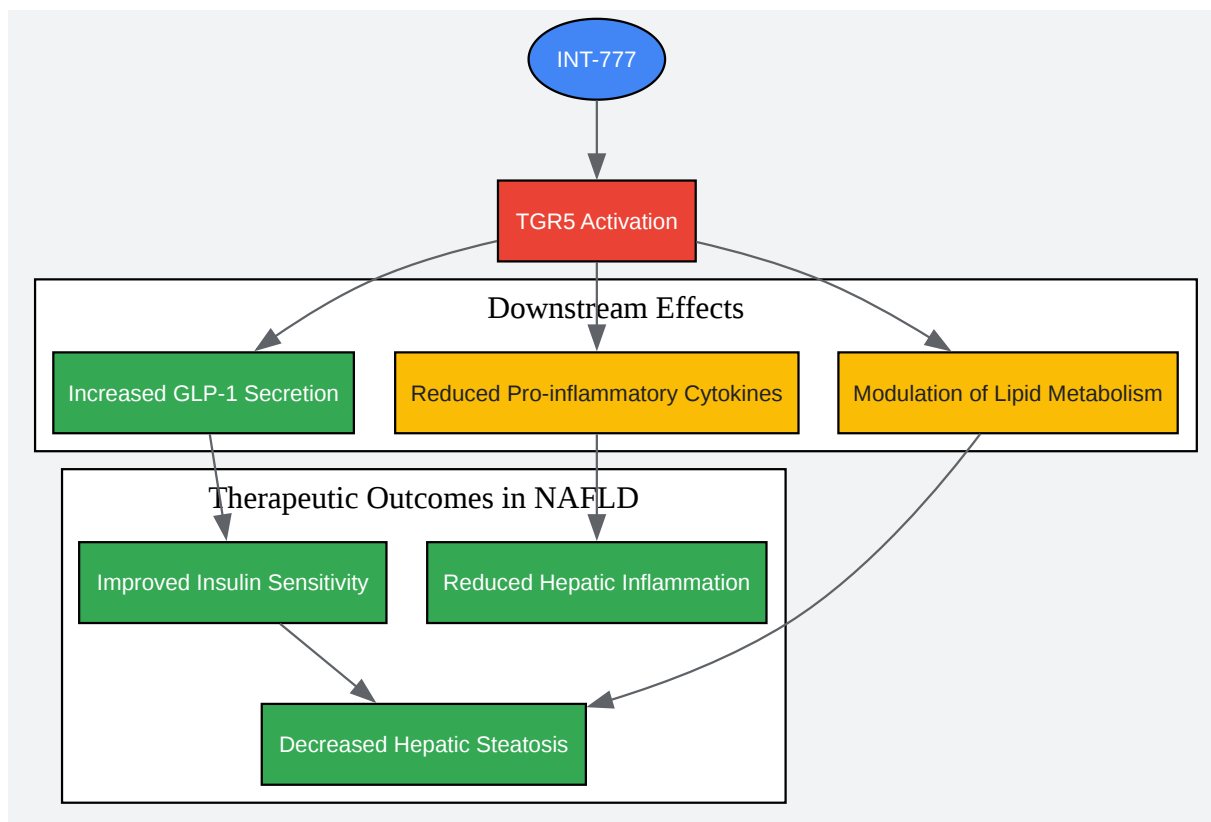 INT-777
TGR5 Activation
Downstream Effects
Increased GLP-1 Secretion
Reduced Pro-inflammatory Cytokines
Modulation of Lipid Metabolism
Therapeutic Outcomes in NAFLD
Improved Insulin Sensitivity
Reduced Hepatic Inflammation
Decreased Hepatic Steatosis